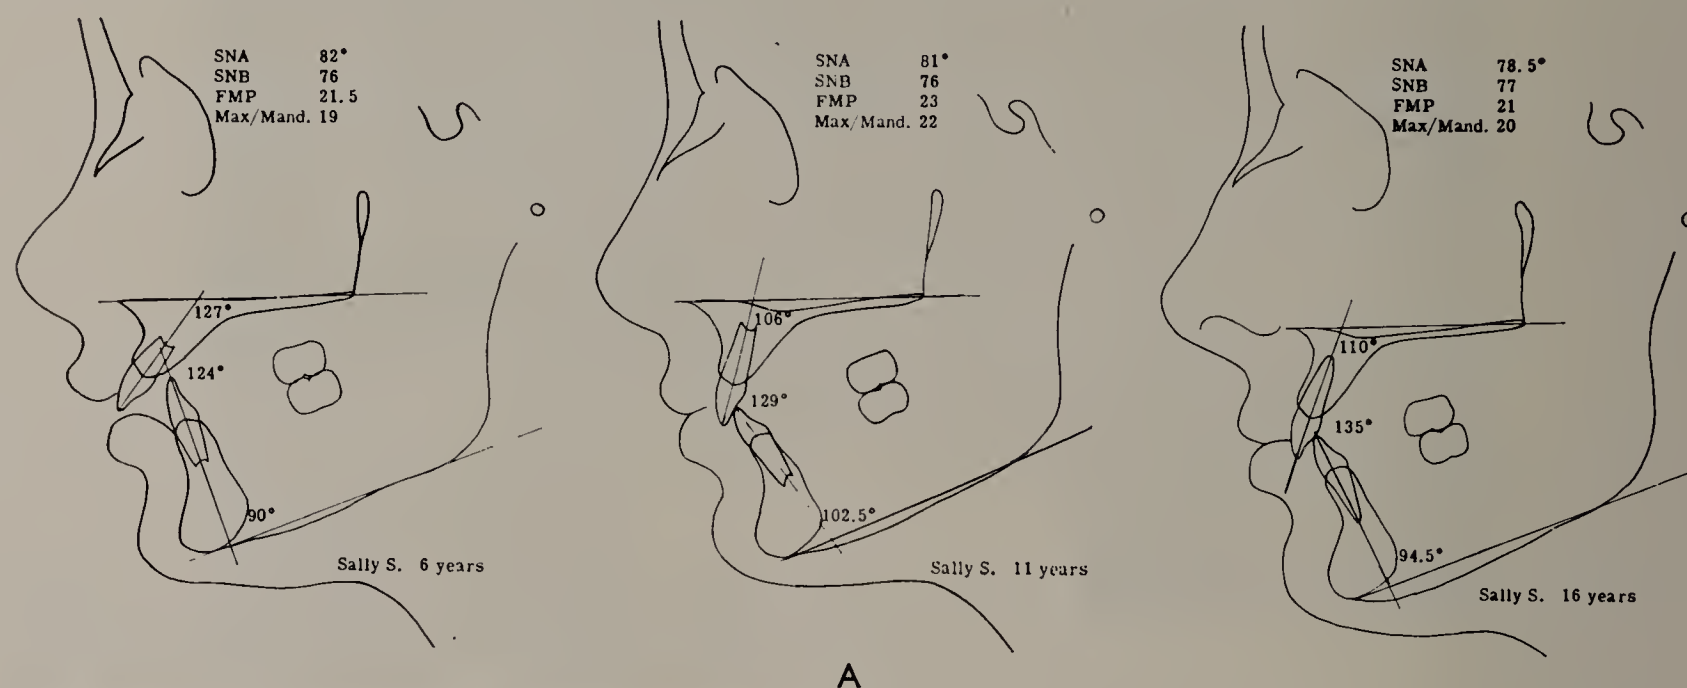 SNA 82°
SNB 76
FMP 21.5
Max/Mand. 19
127°
124°
90°
Sally S. 6 years
SNA 81°
SNB 76
FMP 23
Max/Mand. 22
106°
129°
102.5°
Sally S. 11 years
SNA 78.5°
SNB 77
FMP 21
Max/Mand. 20
110°
135°
94.5°
Sally S. 16 years
A